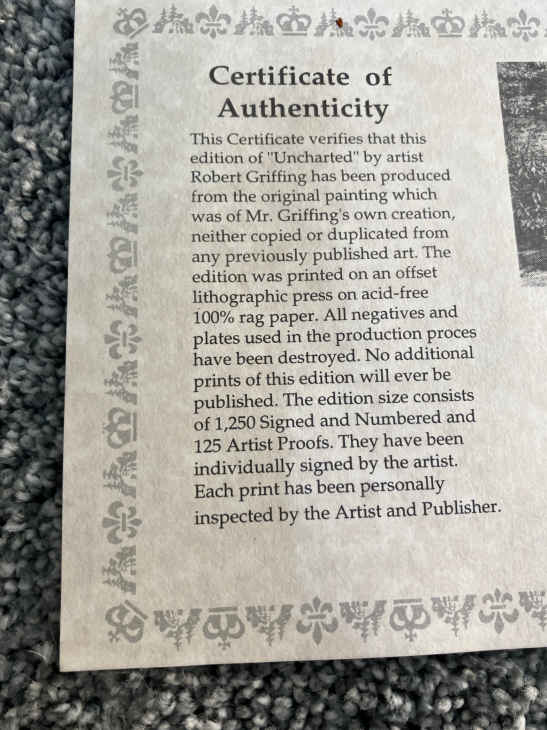 Certificate of
Authenticity
This Certificate verifies that this
edition of "Uncharted" by artist
Robert Griffing has been produced
from the original painting which
was of Mr. Griffing's own creation,
neither copied or duplicated from
any previously published art. The
edition was printed on an offset
lithographic press on acid-free
100% rag paper. All negatives and
plates used in the production proces
have been destroyed. No additional
prints of this edition will ever be
published. The edition size consists
of 1,250 Signed and Numbered and
125 Artist Proofs. They have been
individually signed by the artist.
Each print has been personally
inspected by the Artist and Publisher.